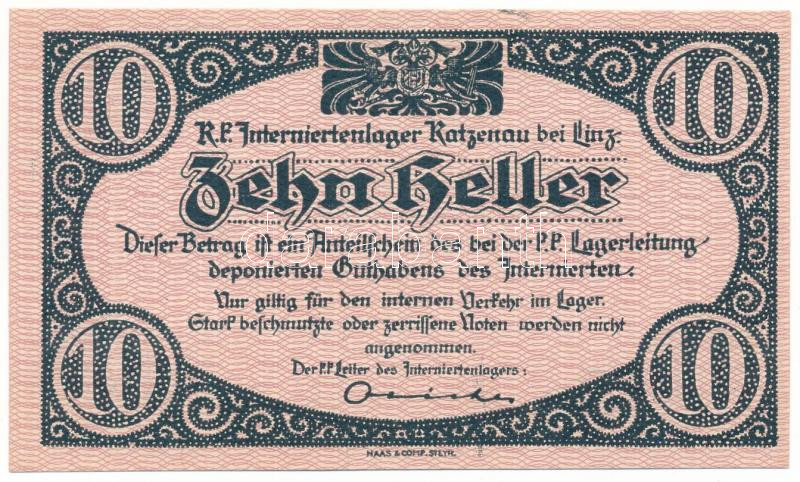 10 10
K.k. Interniertenlager Katzenau bei Linz.
Zehn Heller
Dieser Betrag ist ein Anteilschein des bei der k.k. Lagerleitung
deponierten Guthabens des Internierten.
Nur giltig für den internen Verkehr im Lager.
Stark beschmutzte oder zerrissene Noten werden nicht
angenommen.
Der k.k. Leiter des Interniertenlagers:
10 10
HAAS & COMP. STEYR.